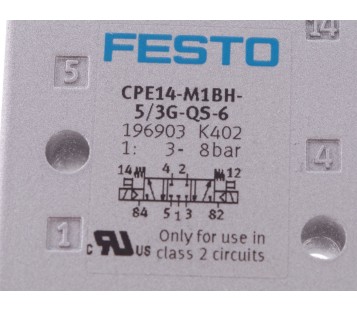 FESTO
14
5
CPE14-M1BH-
5/3G-QS-6
196903 K402
1: 3- 8bar
4
14 4 2 12
84 5 1 3 82
1
c RU US Only for use in
class 2 circuits